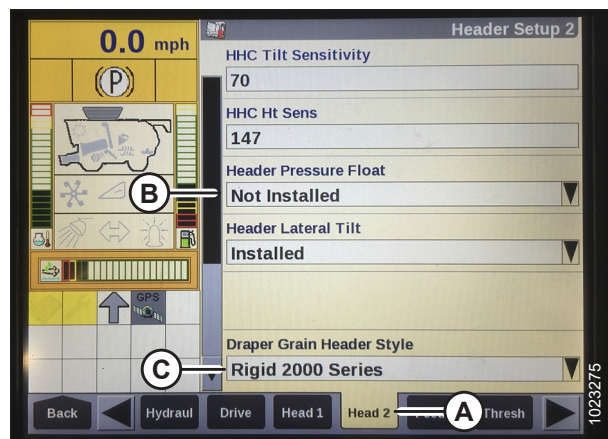 0.0 mph
Header Setup 2
(P)
HHC Tilt Sensitivity
70
HHC Ht Sens
147
Header Pressure Float
B
Not Installed
Header Lateral Tilt
Installed
GPS
Draper Grain Header Style
C
Rigid 2000 Series
Back
Hydraul
Drive
Head 1
Head 2
A
Thresh
1023275